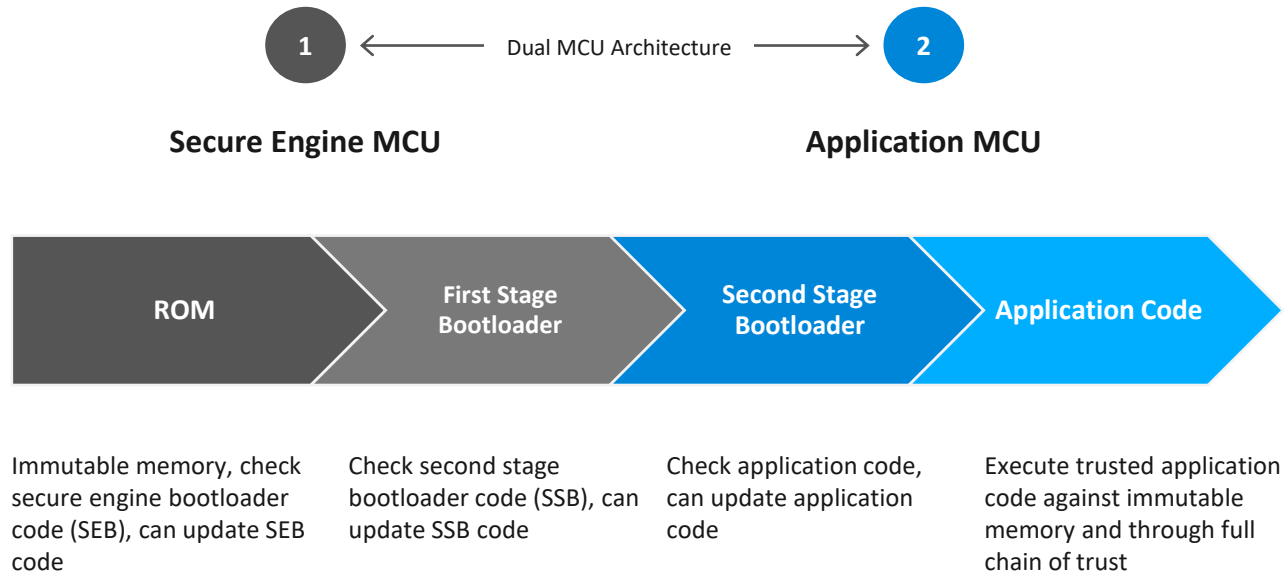 1
Dual MCU Architecture
2
Secure Engine MCU
Application MCU
ROM
First Stage
Bootloader
Second Stage
Bootloader
Application Code
Immutable memory, check
secure engine bootloader
code (SEB), can update SEB
code
Check second stage
bootloader code (SSB), can
update SSB code
Check application code,
can update application
code
Execute trusted application
code against immutable
memory and through full
chain of trust